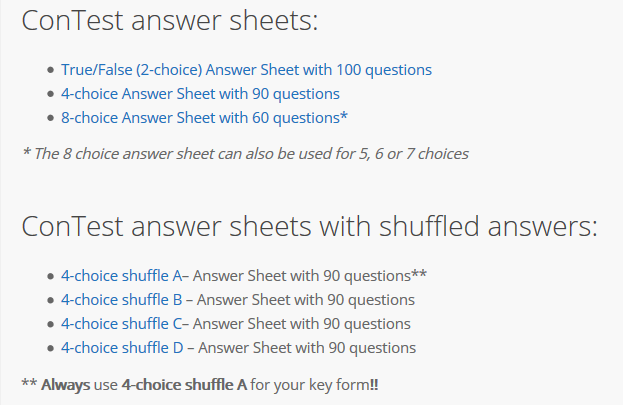 ConTest answer sheets:
• True/False (2-choice) Answer Sheet with 100 questions
• 4-choice Answer Sheet with 90 questions
• 8-choice Answer Sheet with 60 questions*
* The 8 choice answer sheet can also be used for 5, 6 or 7 choices
ConTest answer sheets with shuffled answers:
• 4-choice shuffle A– Answer Sheet with 90 questions**
• 4-choice shuffle B – Answer Sheet with 90 questions
• 4-choice shuffle C– Answer Sheet with 90 questions
• 4-choice shuffle D – Answer Sheet with 90 questions
** Always use 4-choice shuffle A for your key form!!